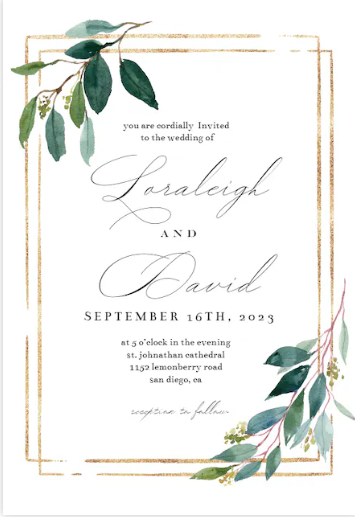 you are cordially Invited
to the wedding of
Loraleigh
AND
David
SEPTEMBER 16TH, 2023
at 5 o'clock in the evening
st. johnathan cathedral
1152 lemonberry road
san diego, ca
reception to follow